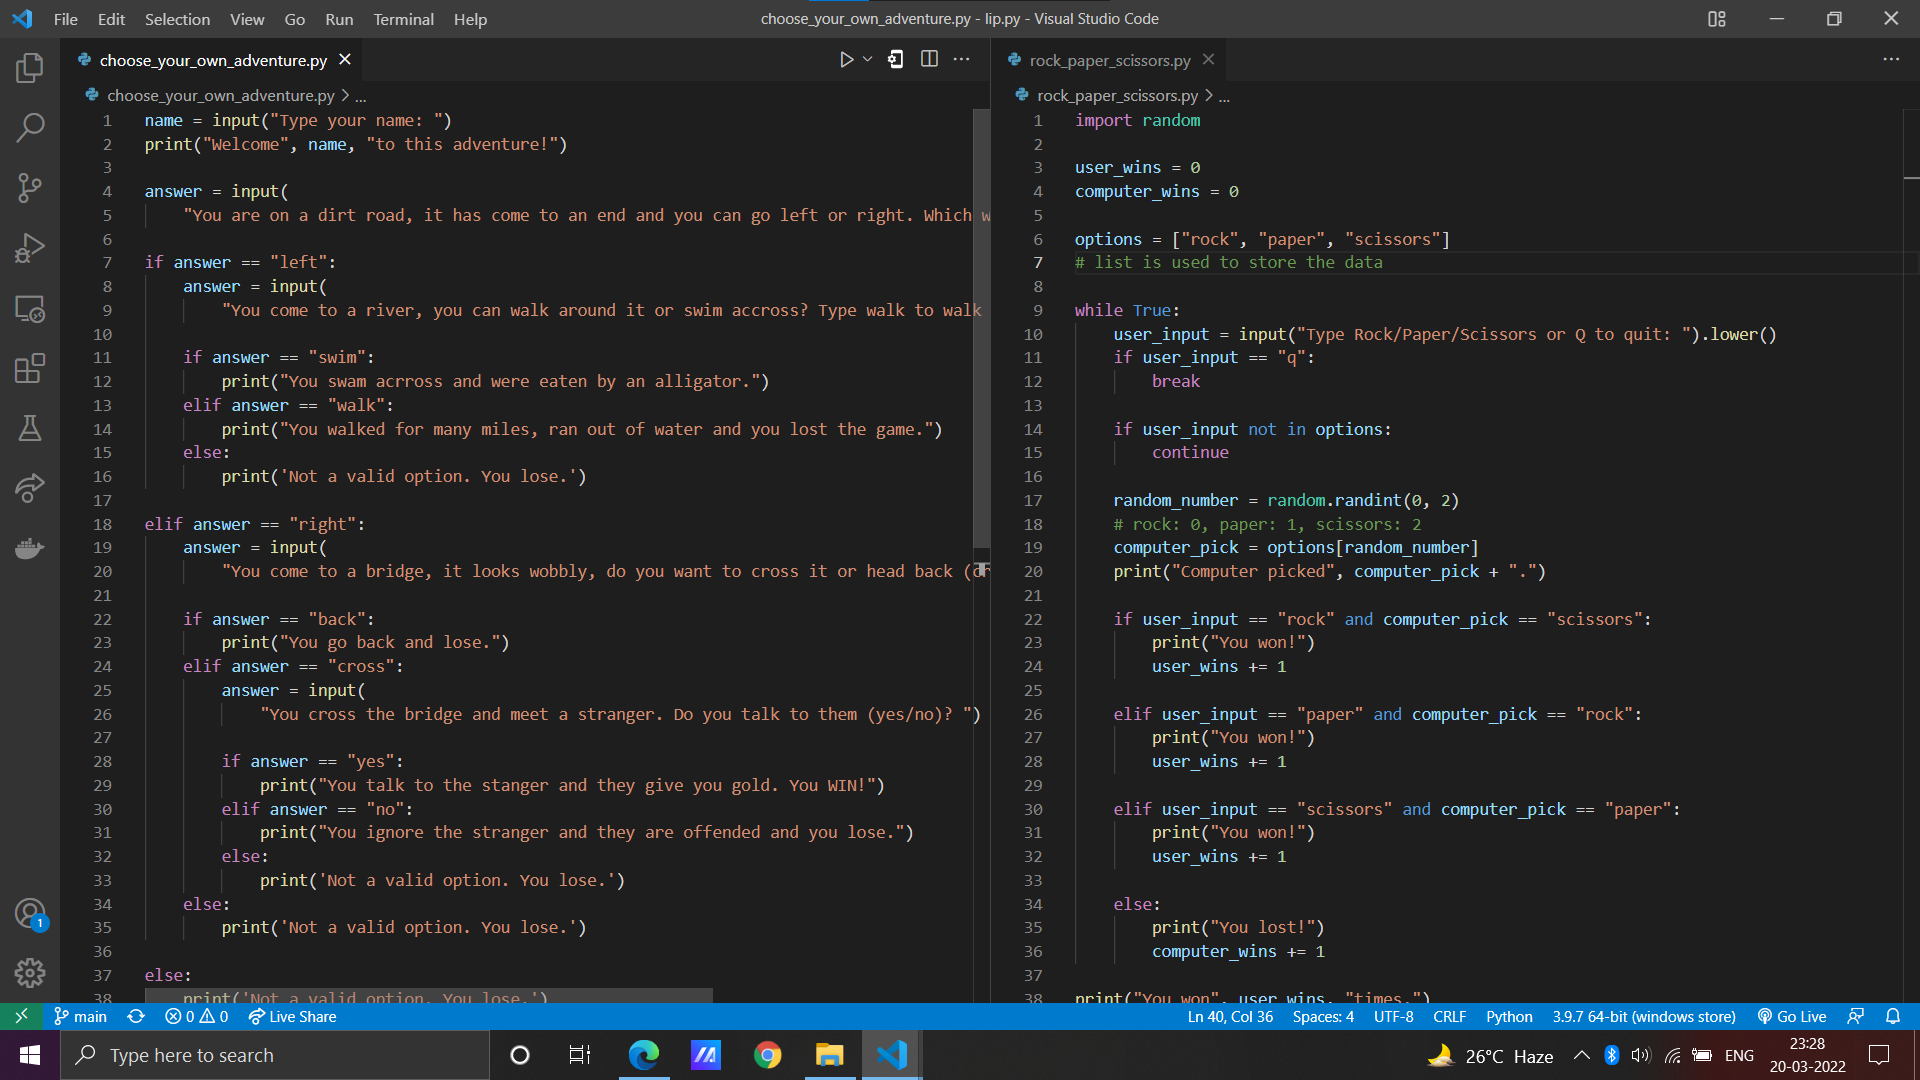 File Edit Selection View Go Run Terminal Help
choose_your_own_adventure.py - lip.py - Visual Studio Code
choose_your_own_adventure.py
choose_your_own_adventure.py > ...
1 name = input("Type your name: ")
2 print("Welcome", name, "to this adventure!")
3
4 answer = input(
5 "You are on a dirt road, it has come to an end and you can go left or right. Which w
6
7 if answer == "left":
8 answer = input(
9 "You come to a river, you can walk around it or swim accross? Type walk to walk
10
11 if answer == "swim":
12 print("You swam acrross and were eaten by an alligator.")
13 elif answer == "walk":
14 print("You walked for many miles, ran out of water and you lost the game.")
15 else:
16 print('Not a valid option. You lose.')
17
18 elif answer == "right":
19 answer = input(
20 "You come to a bridge, it looks wobbly, do you want to cross it or head back (cr
21
22 if answer == "back":
23 print("You go back and lose.")
24 elif answer == "cross":
25 answer = input(
26 "You cross the bridge and meet a stranger. Do you talk to them (yes/no)? ")
27
28 if answer == "yes":
29 print("You talk to the stanger and they give you gold. You WIN!")
30 elif answer == "no":
31 print("You ignore the stranger and they are offended and you lose.")
32 else:
33 print('Not a valid option. You lose.')
34 else:
35 print('Not a valid option. You lose.')
36
37 else:
38 print('Not a valid option. You lose.')
rock_paper_scissors.py
rock_paper_scissors.py > ...
1 import random
2
3 user_wins = 0
4 computer_wins = 0
5
6 options = ["rock", "paper", "scissors"]
7 # list is used to store the data
8
9 while True:
10 user_input = input("Type Rock/Paper/Scissors or Q to quit: ").lower()
11 if user_input == "q":
12 break
13
14 if user_input not in options:
15 continue
16
17 random_number = random.randint(0, 2)
18 # rock: 0, paper: 1, scissors: 2
19 computer_pick = options[random_number]
20 print("Computer picked", computer_pick + ".")
21
22 if user_input == "rock" and computer_pick == "scissors":
23 print("You won!")
24 user_wins += 1
25
26 elif user_input == "paper" and computer_pick == "rock":
27 print("You won!")
28 user_wins += 1
29
30 elif user_input == "scissors" and computer_pick == "paper":
31 print("You won!")
32 user_wins += 1
33
34 else:
35 print("You lost!")
36 computer_wins += 1
37
38 print("You won", user_wins, "times.")
1
main 0 0 Live Share
Ln 40, Col 36 Spaces: 4 UTF-8 CRLF Python 3.9.7 64-bit (windows store) Go Live
Type here to search
26°C Haze ENG
23:28
20-03-2022